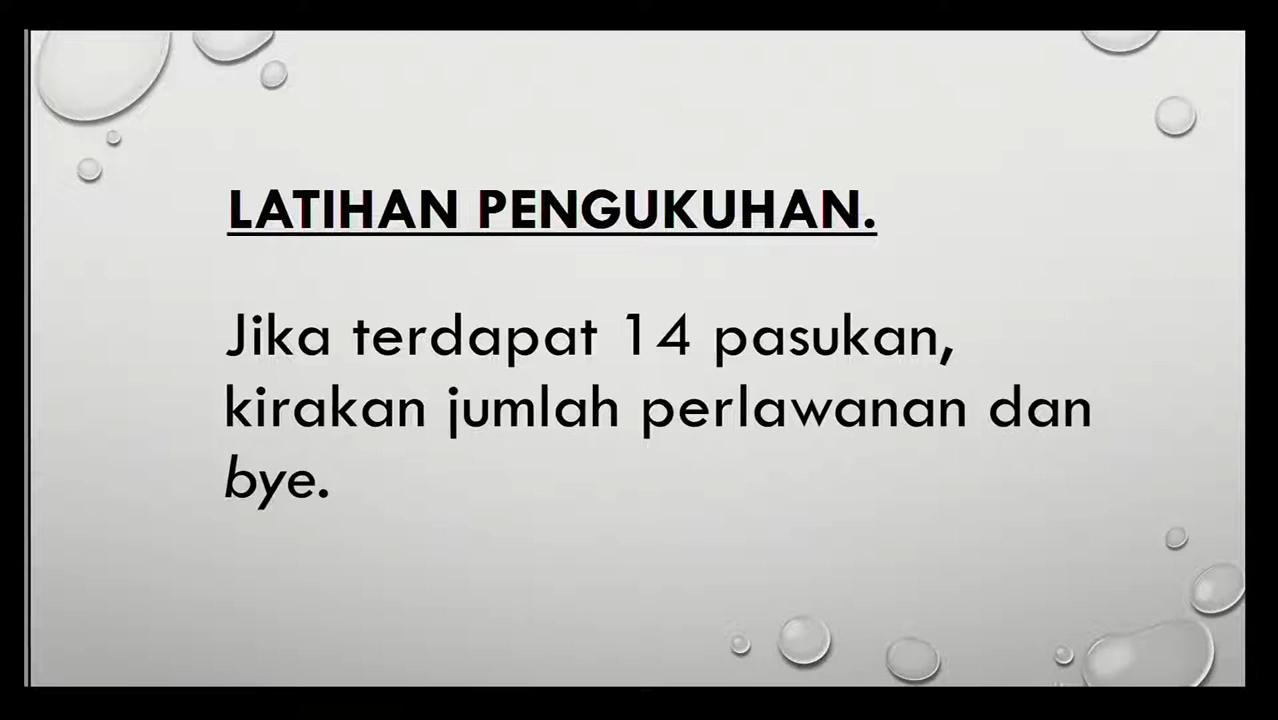 LATIHAN PENGUKUHAN.
Jika terdapat 14 pasukan,
kirakan jumlah perlawanan dan
bye.